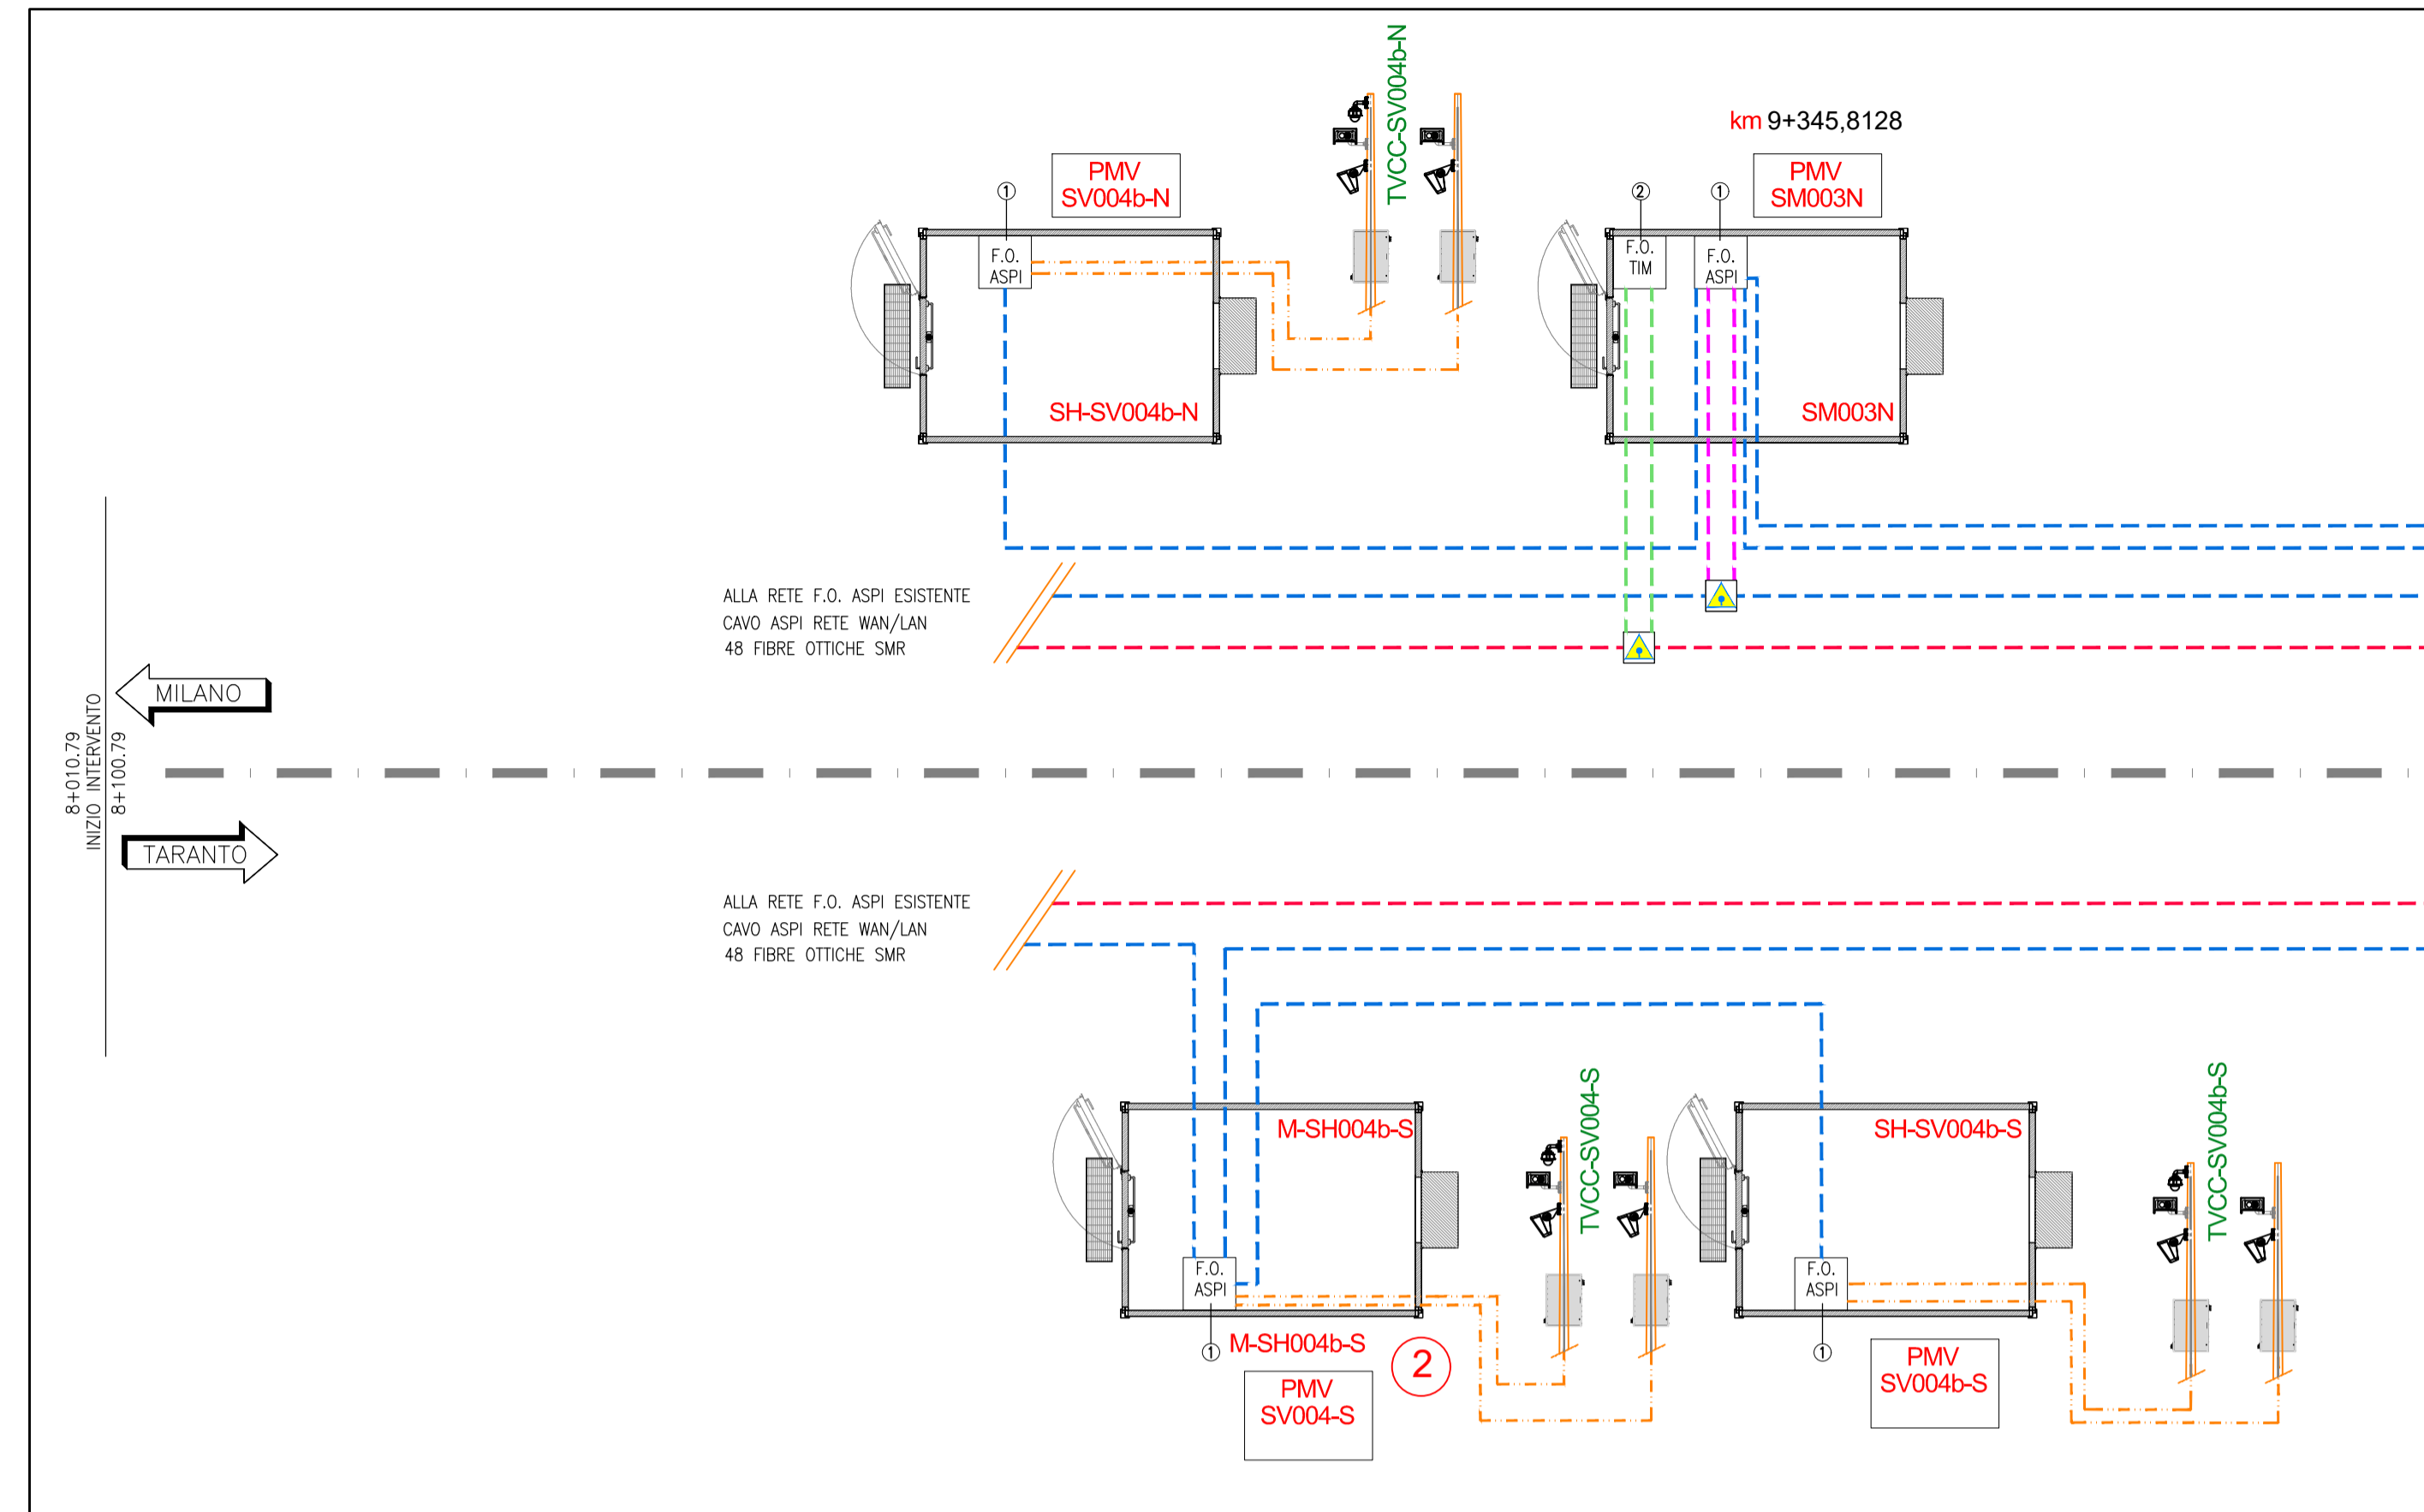 TVCC-SV004b-N
km 9+345,8128
PMV
SV004b-N
PMV
SM003N
1
2
1
F.O.
ASPI
F.O.
TIM
F.O.
ASPI
SH-SV004b-N
SM003N
ALLA RETE F.O. ASPI ESISTENTE
CAVO ASPI RETE WAN/LAN
48 FIBRE OTTICHE SMR
MILANO
8+010.79
INIZIO INTERVENTO
8+100.79
TARANTO
ALLA RETE F.O. ASPI ESISTENTE
CAVO ASPI RETE WAN/LAN
48 FIBRE OTTICHE SMR
M-SH004b-S
TVCC-SV004-S
SH-SV004b-S
TVCC-SV004b-S
F.O.
ASPI
F.O.
ASPI
1
M-SH004b-S
2
1
PMV
SV004-S
PMV
SV004b-S